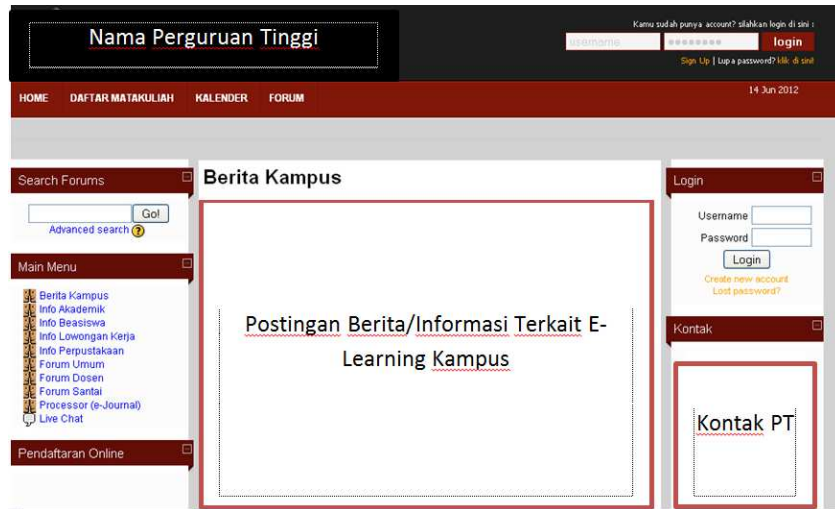 Nama Perguruan Tinggi
Kamu sudah punya account? silahkan login di sini :
username
login
Sign Up | Lupa password? klik di sini!
HOME DAFTAR MATAKULIAH KALENDER FORUM
14 Jun 2012
Search Forums
Go!
Advanced search ?
Main Menu
Berita Kampus
Info Akademik
Info Beasiswa
Info Lowongan Kerja
Info Perpustakaan
Forum Umum
Forum Dosen
Forum Santai
Processor (e-Journal)
Live Chat
Pendaftaran Online
Berita Kampus
Postingan Berita/Informasi Terkait E-
Learning Kampus
Login
Username
Password
Login
Create new account
Lost password?
Kontak
Kontak PT